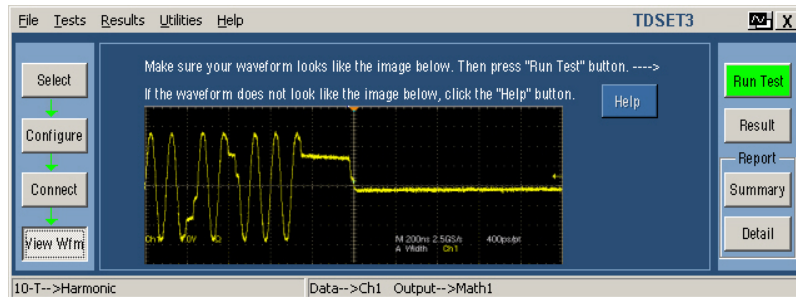 File Tests Results Utilities Help TDSET3 X
Select
Configure
Connect
View Wfm
Make sure your waveform looks like the image below. Then press "Run Test" button. ---->
If the waveform does not look like the image below, click the "Help" button.
Help
M 200ns 2.5GS/s 400ps/pt
A Width Ch1
Run Test
Result
Report
Summary
Detail
10-T-->Harmonic
Data-->Ch1 Output-->Math1